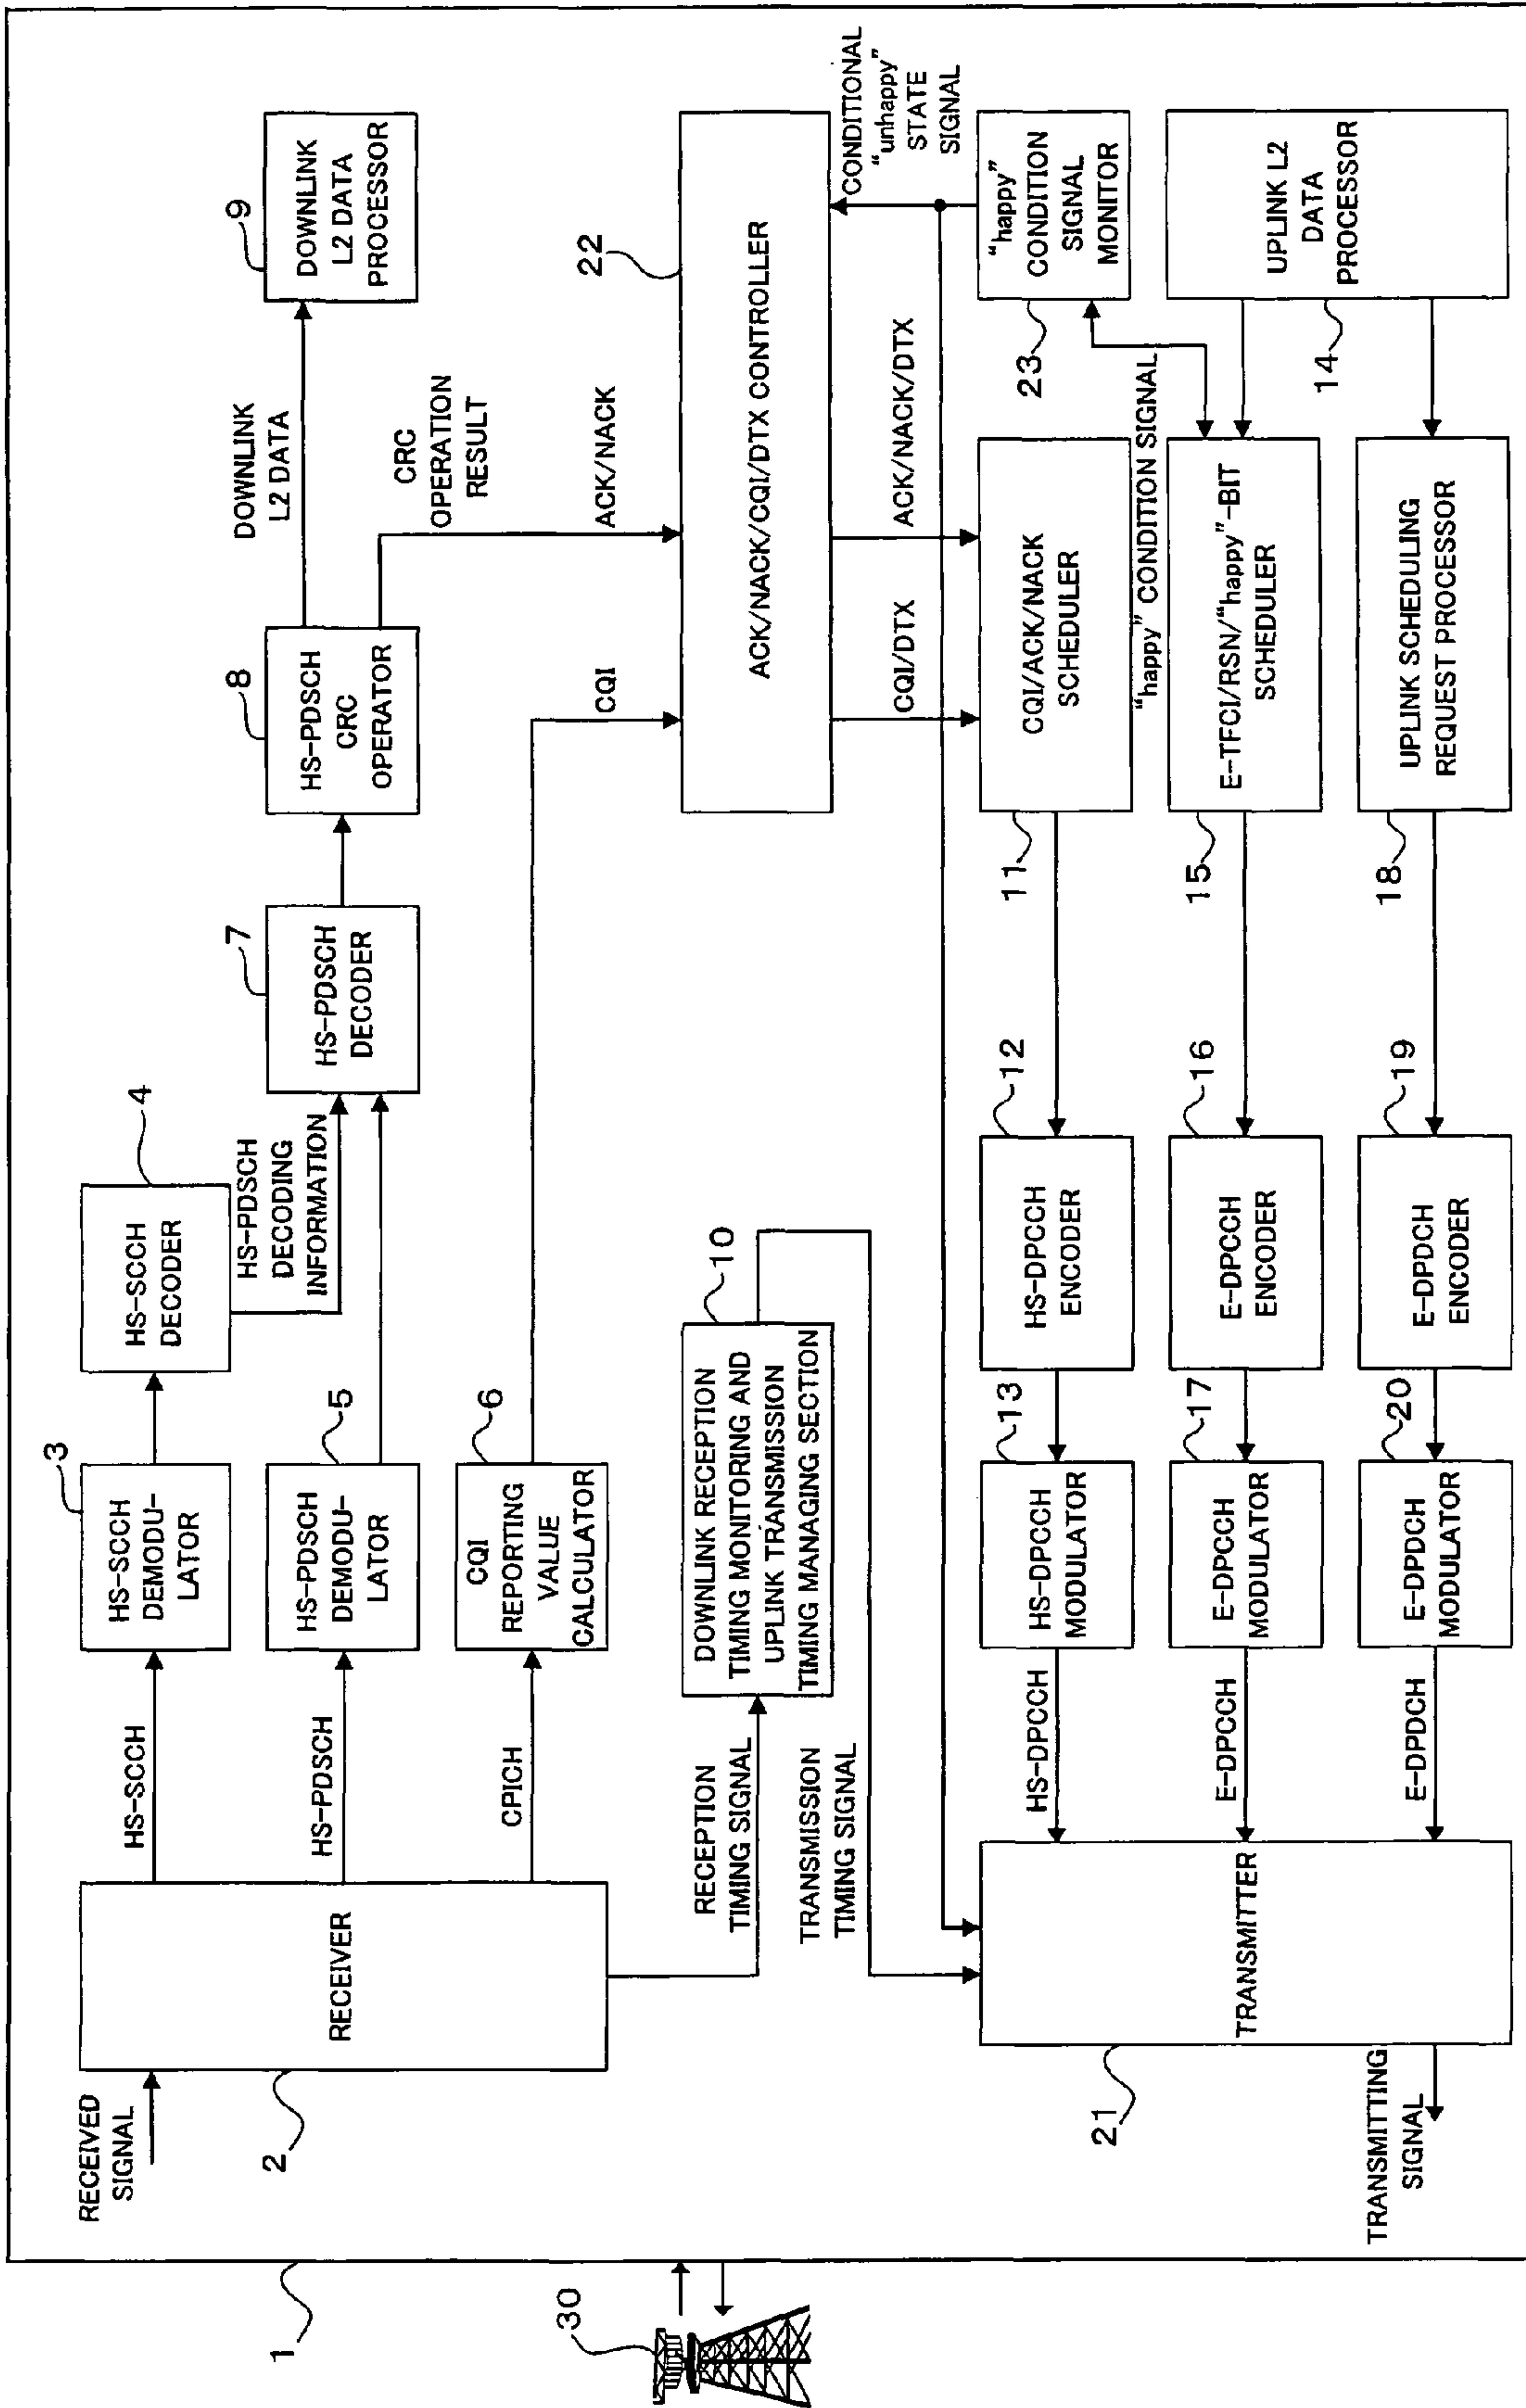 1
30
RECEIVED
SIGNAL
2
RECEIVER
HS-SCCH
3
HS-SCCH
DEMODU-
LATOR
4
HS-SCCH
DECODER
HS-PDSCH
DECODING
INFORMATION
HS-PDSCH
5
HS-PDSCH
DEMODU-
LATOR
7
HS-PDSCH
DECODER
8
HS-PDSCH
CRC
OPERATOR
DOWNLINK
L2 DATA
9
DOWNLINK
L2 DATA
PROCESSOR
CPICH
6
CQI
REPORTING
VALUE
CALCULATOR
CRC
OPERATION
RESULT
CQI
ACK/NACK
22
ACK/NACK/CQI/DTX CONTROLLER
RECEPTION
TIMING SIGNAL
10
DOWNLINK RECEPTION
TIMING MONITORING AND
UPLINK TRANSMISSION
TIMING MANAGING SECTION
TRANSMISSION
TIMING SIGNAL
CQI/DTX
ACK/NACK/DTX
CONDITIONAL
“unhappy”
STATE
SIGNAL
21
TRANSMITTER
TRANSMITTING
SIGNAL
HS-DPCCH
13
HS-DPCCH
MODULATOR
12
HS-DPCCH
ENCODER
11
CQI/ACK/NACK
SCHEDULER
23
“happy”
CONDITION
SIGNAL
MONITOR
“happy” CONDITION SIGNAL
E-DPCCH
17
E-DPCCH
MODULATOR
16
E-DPCCH
ENCODER
15
E-TFCI/RSN/“happy”-BIT
SCHEDULER
14
UPLINK L2
DATA
PROCESSOR
E-DPDCH
20
E-DPDCH
MODULATOR
19
E-DPDCH
ENCODER
18
UPLINK SCHEDULING
REQUEST PROCESSOR